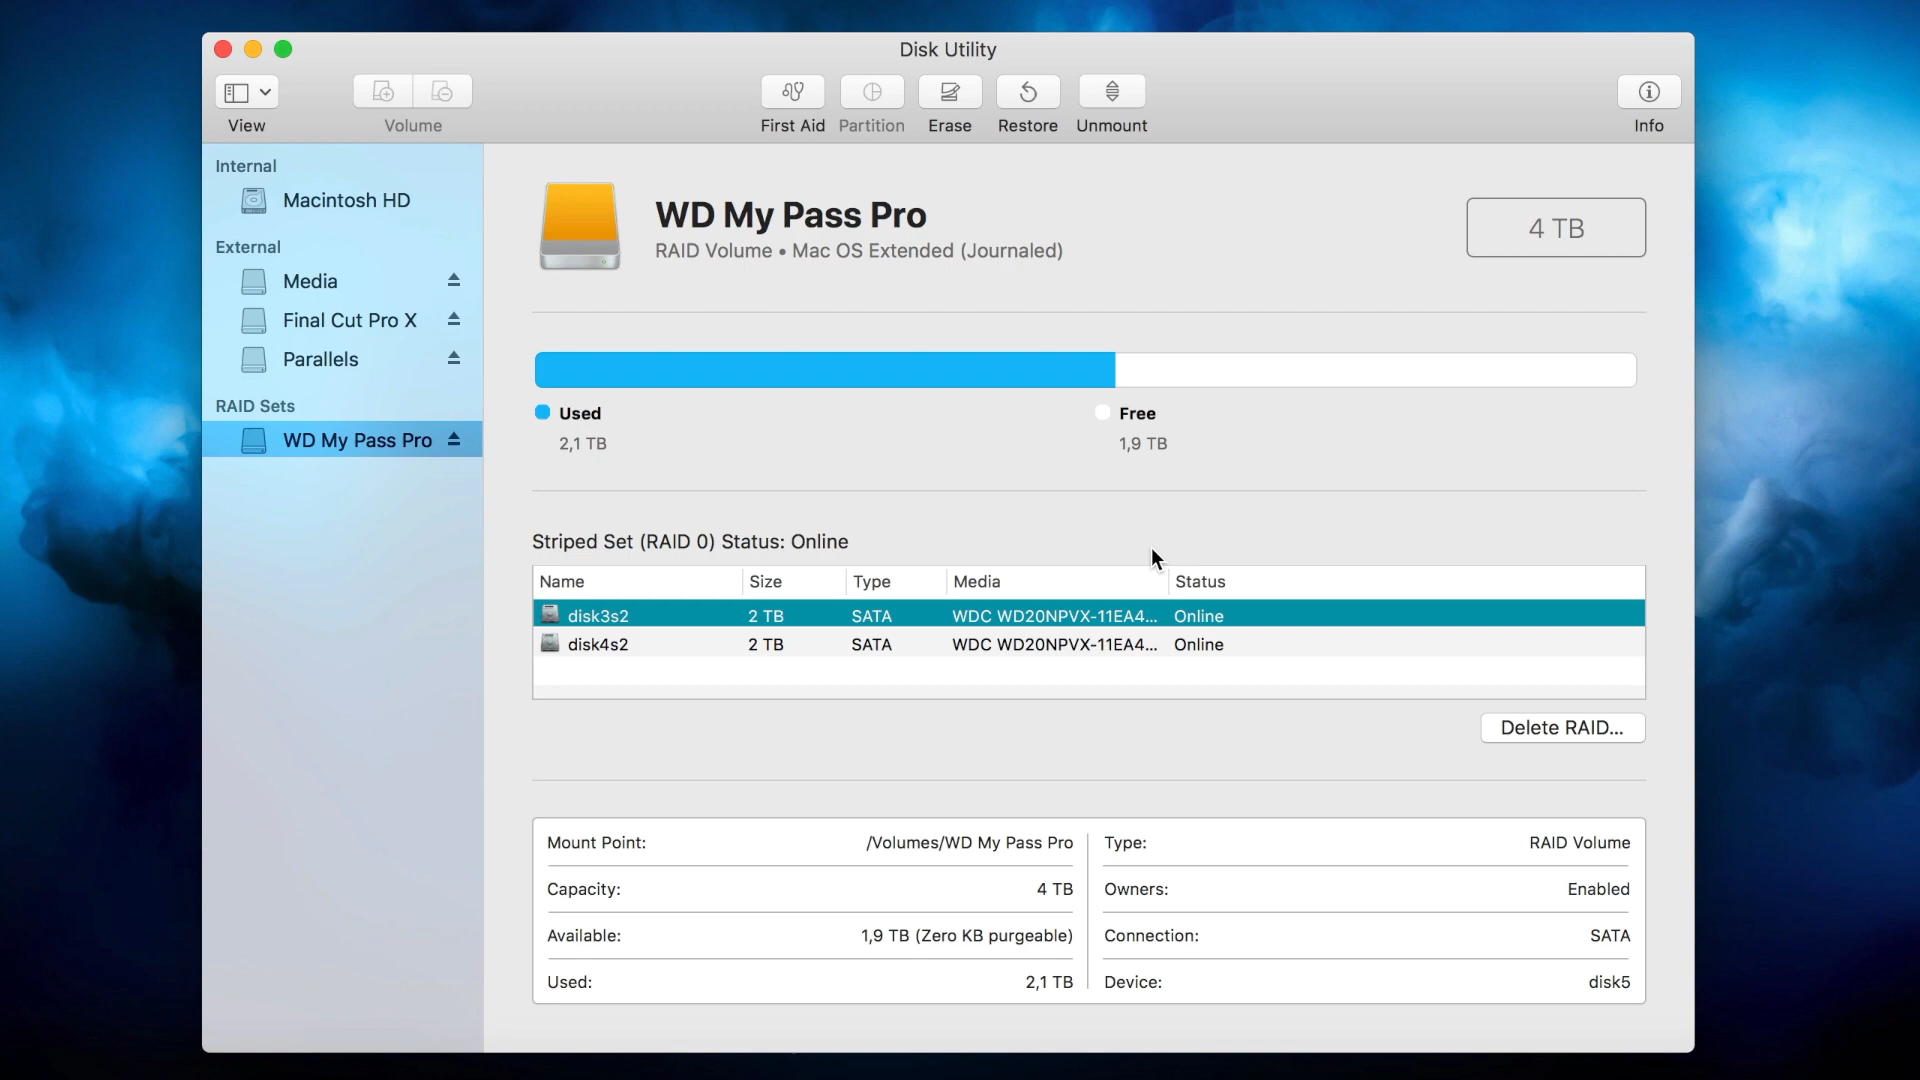 Disk Utility
View
Volume
First Aid
Partition
Erase
Restore
Unmount
Info
Internal
Macintosh HD
External
Media
Final Cut Pro X
Parallels
RAID Sets
WD My Pass Pro
WD My Pass Pro
RAID Volume • Mac OS Extended (Journaled)
4 TB
Used
2,1 TB
Free
1,9 TB
Striped Set (RAID 0) Status: Online
Name Size Type Media Status
disk3s2 2 TB SATA WDC WD20NPVX-11EA4... Online
disk4s2 2 TB SATA WDC WD20NPVX-11EA4... Online
Delete RAID...
Mount Point: /Volumes/WD My Pass Pro
Capacity: 4 TB
Available: 1,9 TB (Zero KB purgeable)
Used: 2,1 TB
Type: RAID Volume
Owners: Enabled
Connection: SATA
Device: disk5